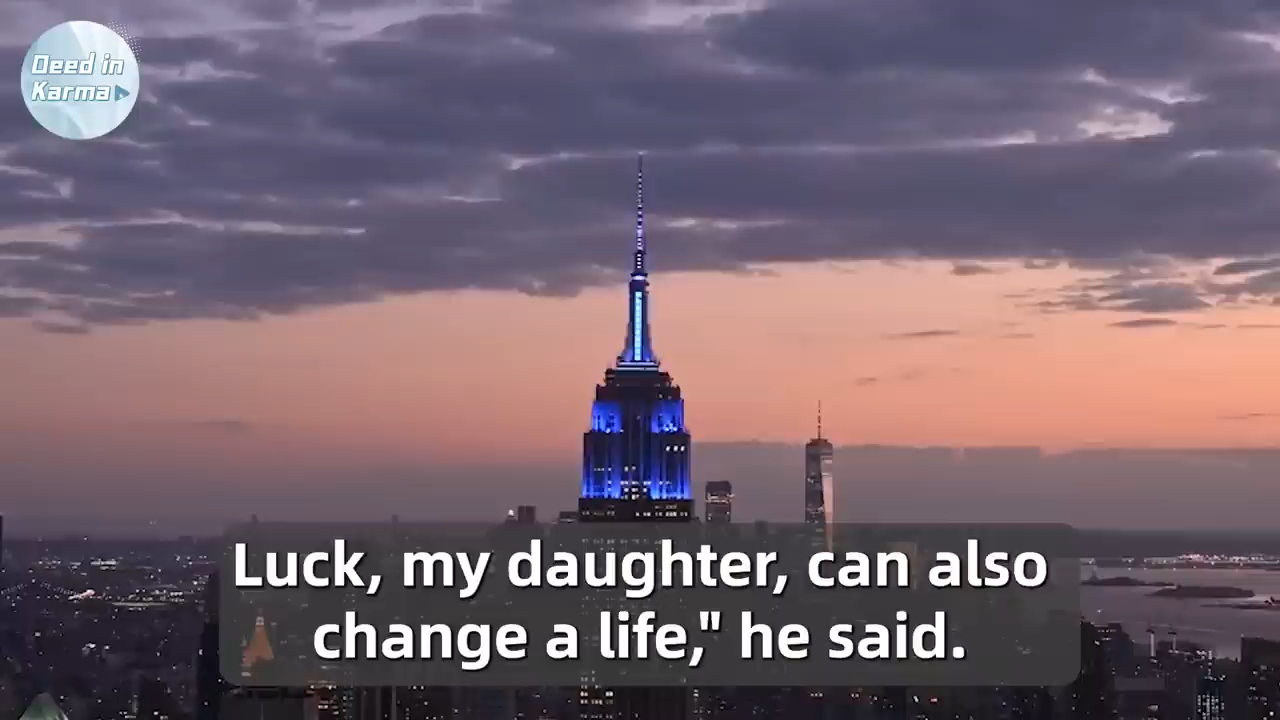 Deed in
Karma
Luck, my daughter, can also
change a life," he said.